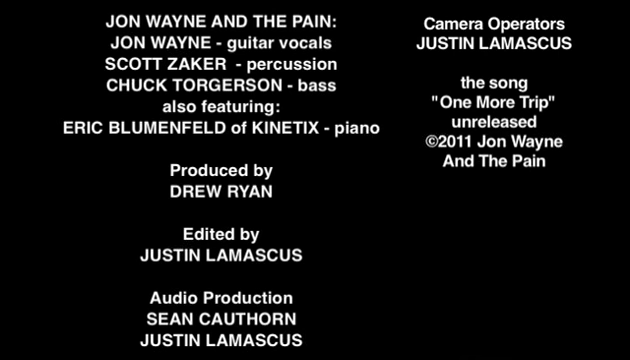 JON WAYNE AND THE PAIN:
JON WAYNE - guitar vocals
SCOTT ZAKER - percussion
CHUCK TORGERSON - bass
also featuring:
ERIC BLUMENFELD of KINETIX - piano
Produced by
DREW RYAN
Edited by
JUSTIN LAMASCUS
Audio Production
SEAN CAUTHORN
JUSTIN LAMASCUS
Camera Operators
JUSTIN LAMASCUS
the song
"One More Trip"
unreleased
©2011 Jon Wayne
And The Pain